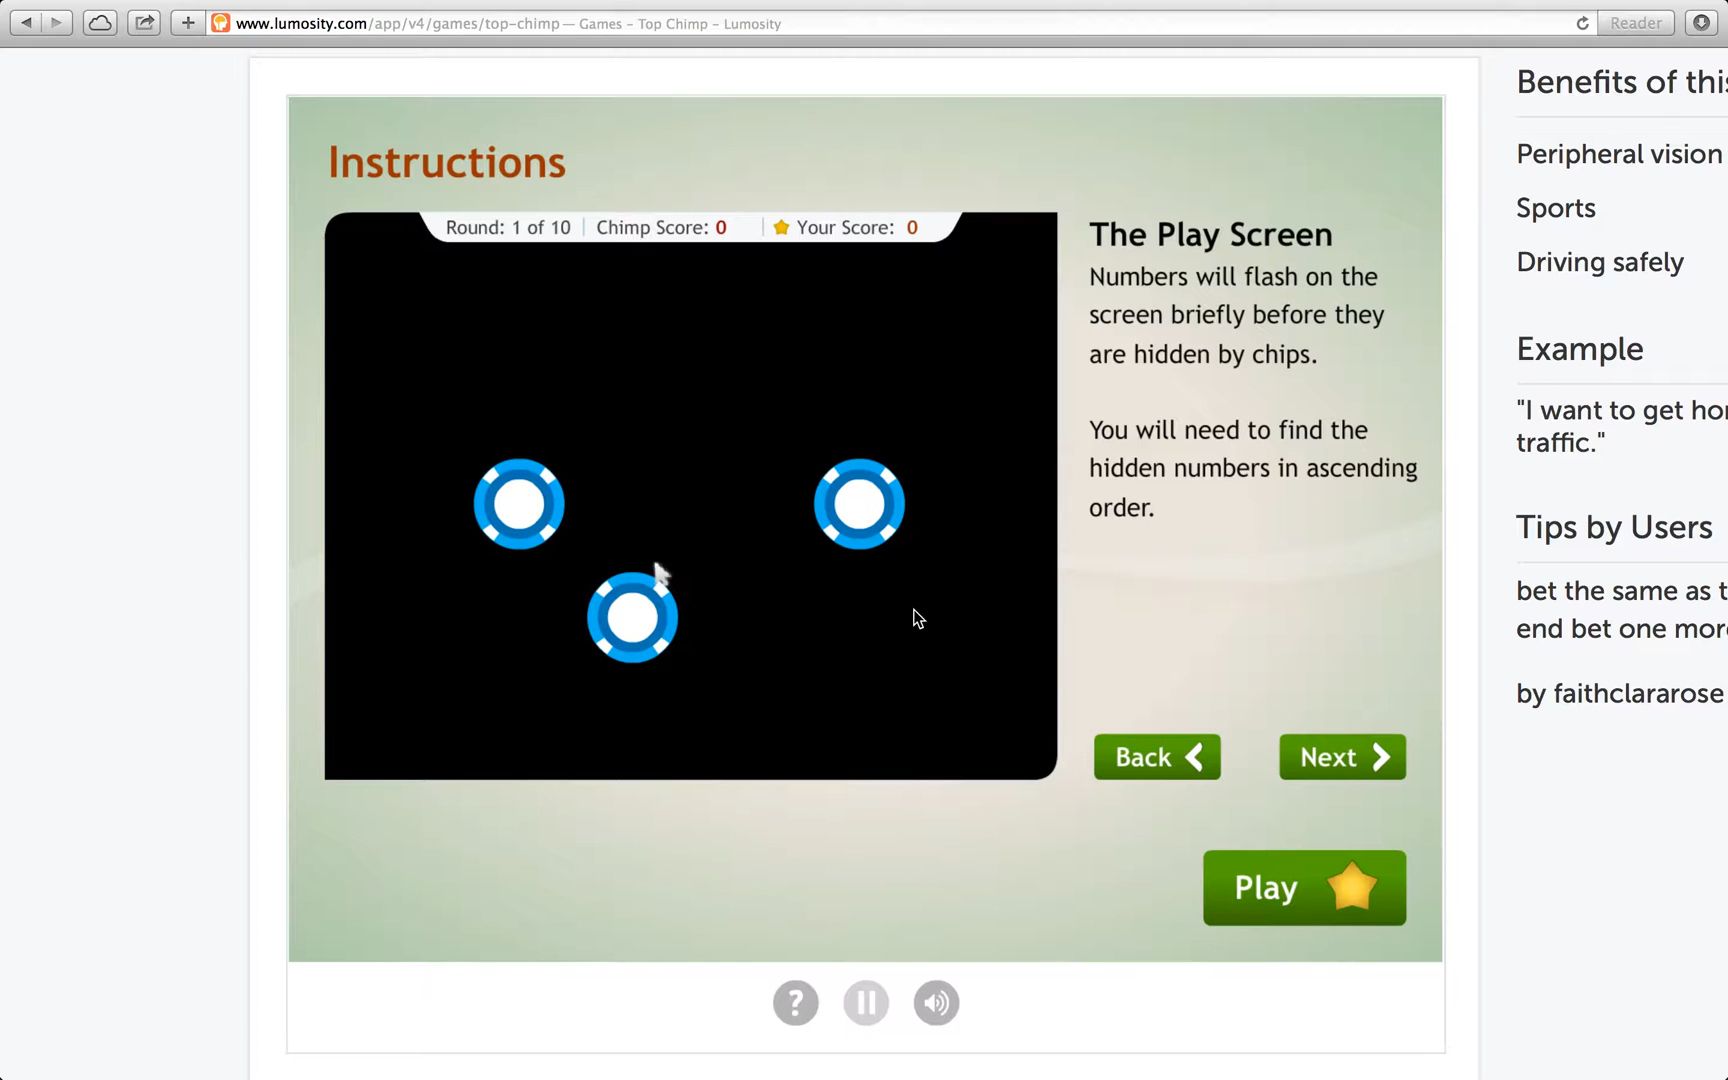 www.lumosity.com/app/v4/games/top-chimp — Games – Top Chimp – Lumosity
Reader
Instructions
Round: 1 of 10
Chimp Score: 0
Your Score: 0
The Play Screen
Numbers will flash on the
screen briefly before they
are hidden by chips.
You will need to find the
hidden numbers in ascending
order.
Back
Next
Play
?
Benefits of this
Peripheral vision
Sports
Driving safely
Example
"I want to get
traffic."
Tips by Users
bet the same as
end bet one
by faithclararose